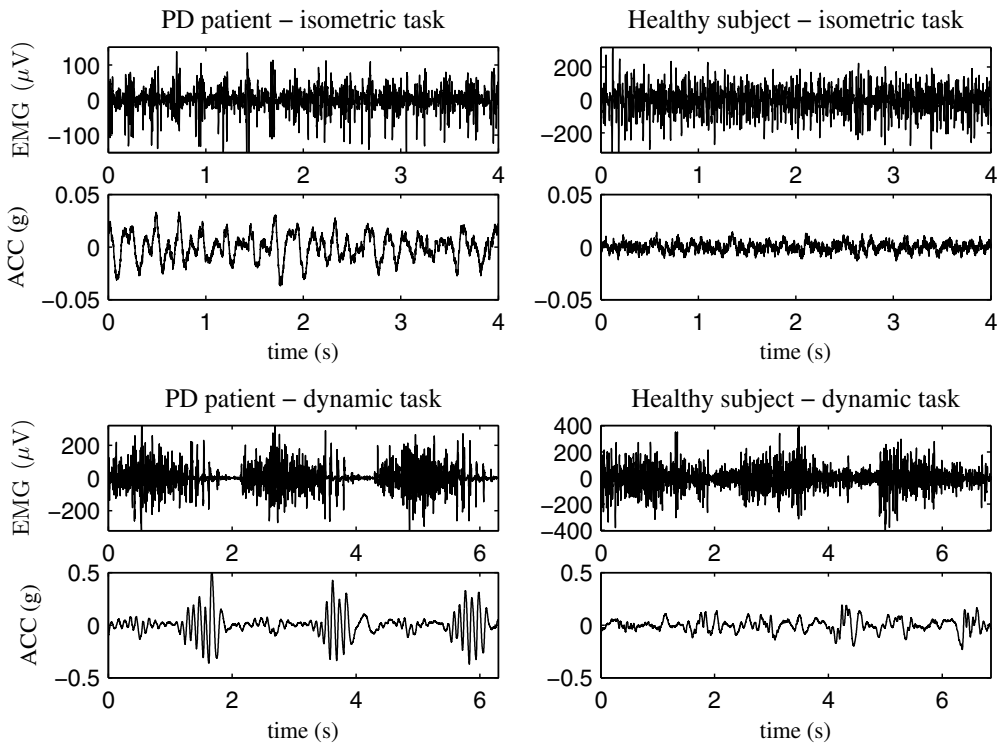 PD patient – isometric task
Healthy subject – isometric task
EMG (µV)
100
0
−100
0 1 2 3 4
200
0
−200
0 1 2 3 4
ACC (g)
0.05
0
−0.05
0 1 2 3 4
time (s)
0.05
0
−0.05
0 1 2 3 4
time (s)
PD patient – dynamic task
Healthy subject – dynamic task
EMG (µV)
200
0
−200
0 2 4 6
400
200
0
−200
−400
0 2 4 6
ACC (g)
0.5
0
−0.5
0 2 4 6
time (s)
0.5
0
−0.5
0 2 4 6
time (s)